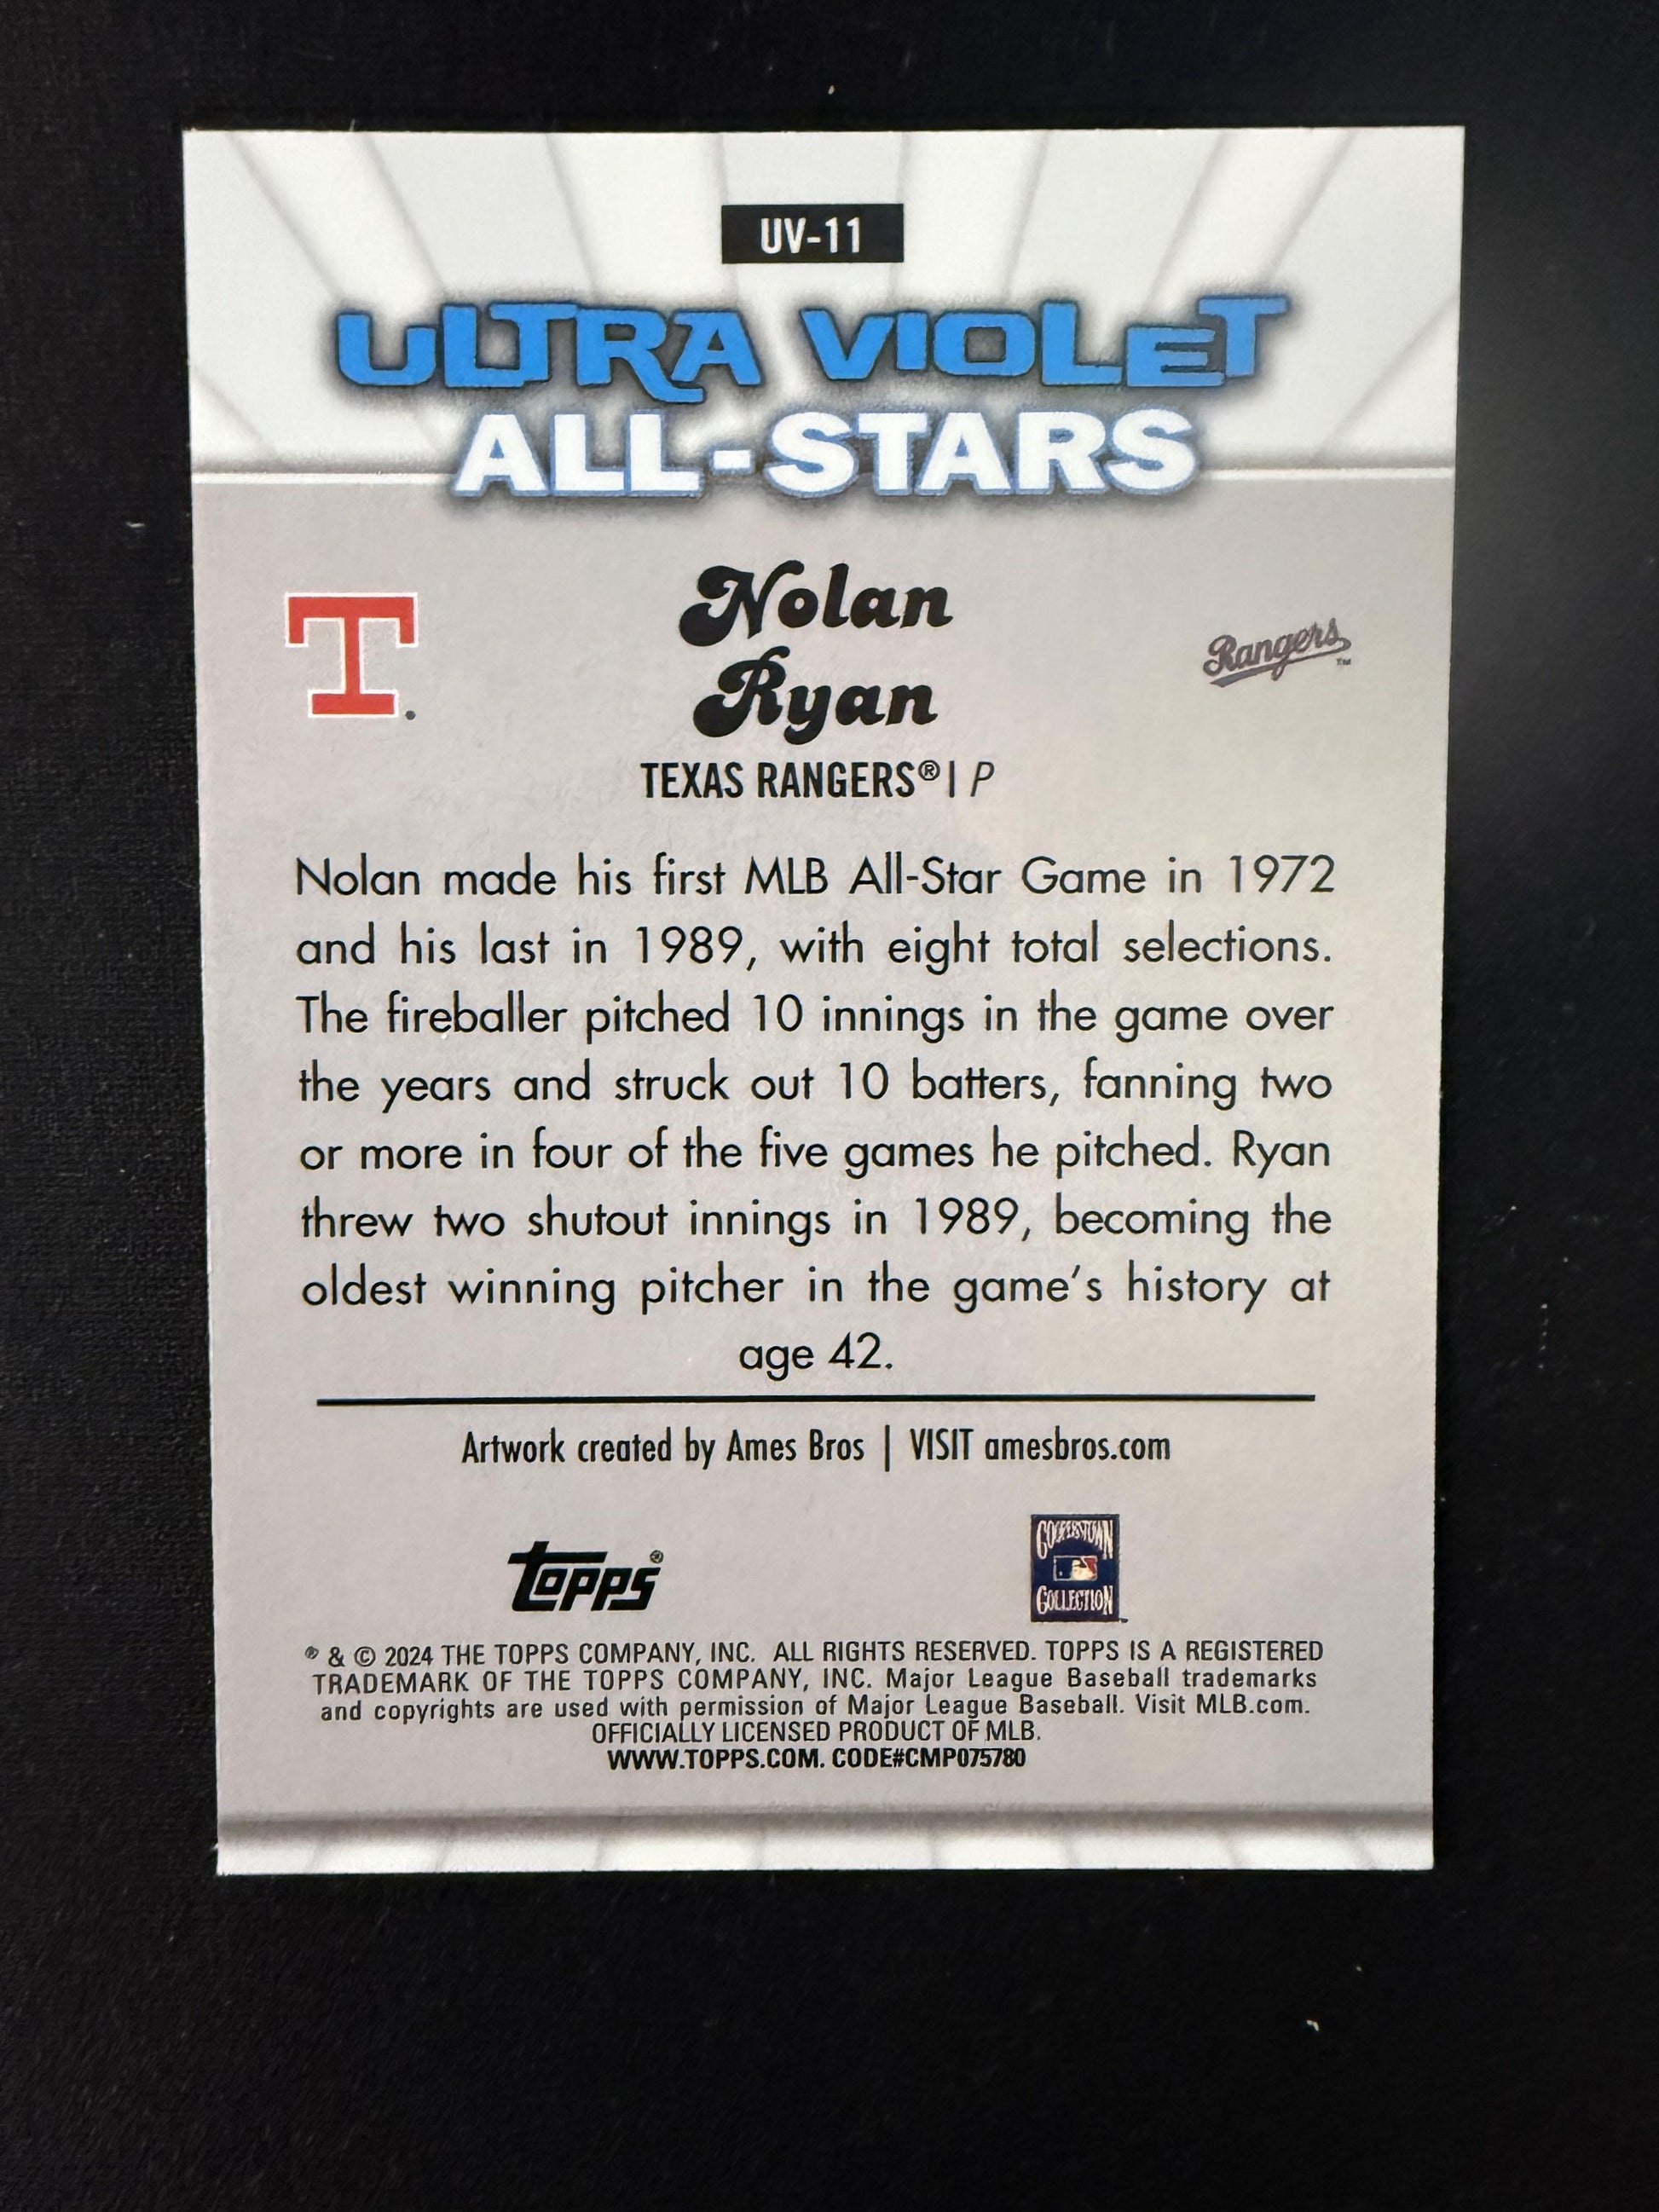 UV-11
ULTRA VIOLET
ALL-STARS
T
Nolan
Ryan
Rangers™
TEXAS RANGERS® | P
Nolan made his first MLB All-Star Game in 1972
and his last in 1989, with eight total selections.
The fireballer pitched 10 innings in the game over
the years and struck out 10 batters, fanning two
or more in four of the five games he pitched. Ryan
threw two shutout innings in 1989, becoming the
oldest winning pitcher in the game's history at
age 42.
Artwork created by Ames Bros | VISIT amesbros.com
topps®
COOPERSTOWN
COLLECTION™
® & © 2024 THE TOPPS COMPANY, INC. ALL RIGHTS RESERVED. TOPPS IS A REGISTERED
TRADEMARK OF THE TOPPS COMPANY, INC. Major League Baseball trademarks
and copyrights are used with permission of Major League Baseball. Visit MLB.com.
OFFICIALLY LICENSED PRODUCT OF MLB.
WWW.TOPPS.COM. CODE#CMP075780